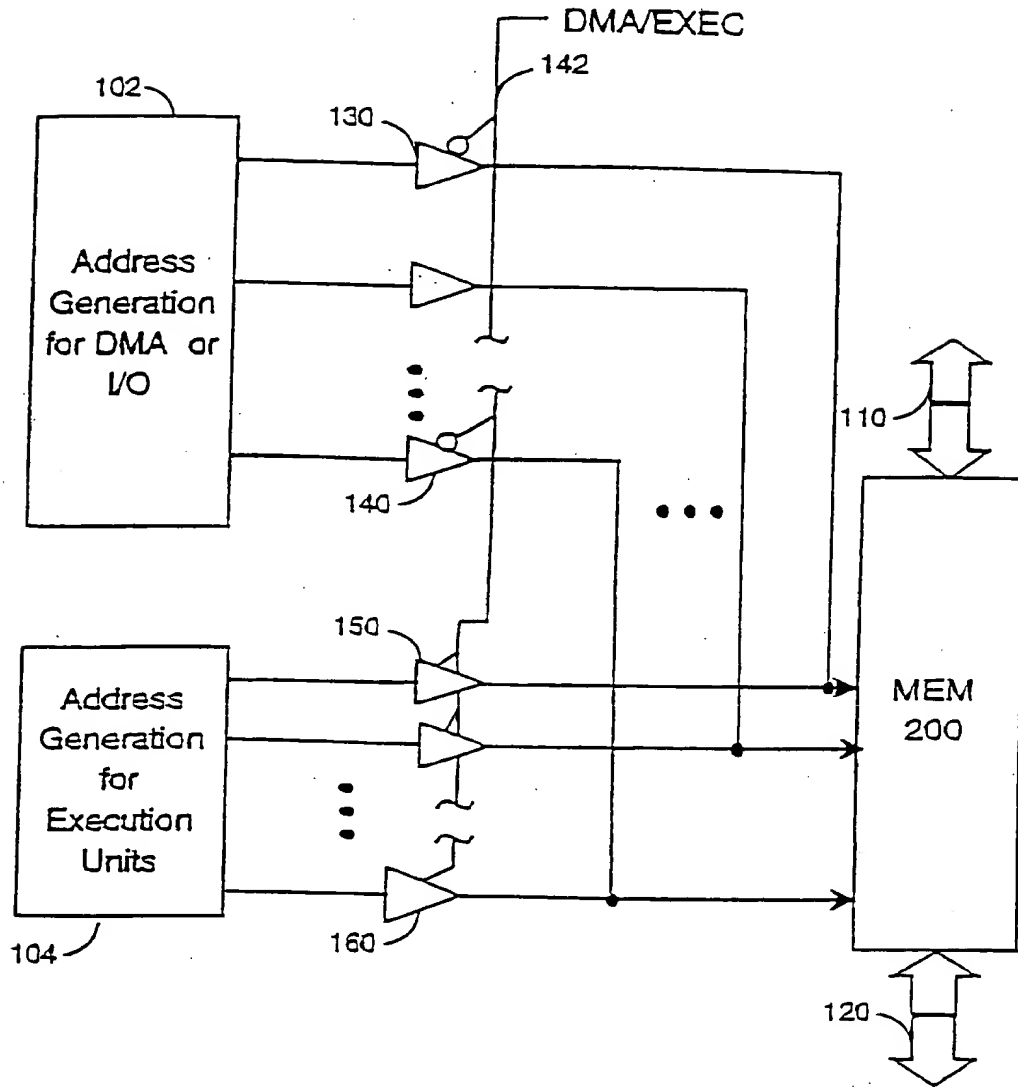 DMA/EXEC
142
102
130
Address
Generation
for DMA or
I/O
110
140
150
Address
Generation
for
Execution
Units
MEM
200
160
104
120